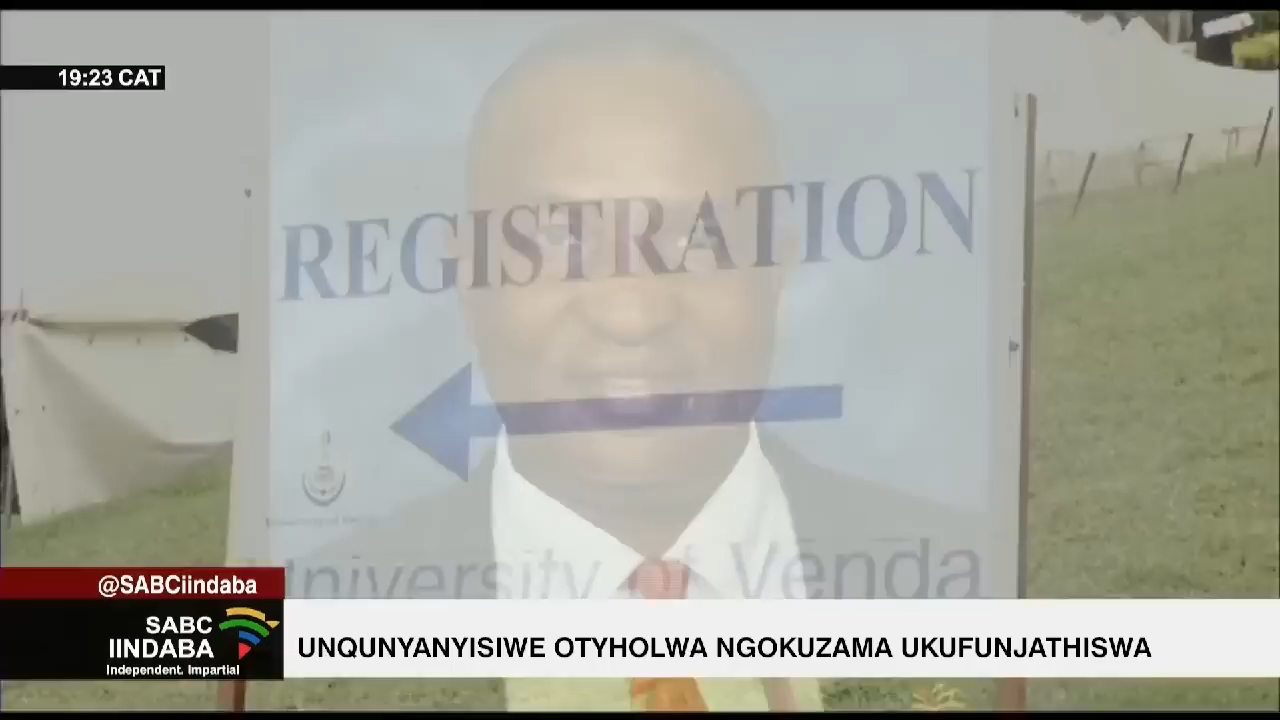 19:23 CAT
REGISTRATION
University of Venda
@SABCiindaba
SABC
IINDABA
Independent. Impartial
UNQUNYANYISIWE OTYHOLWA NGOKUZAMA UKUFUNJATHISWA